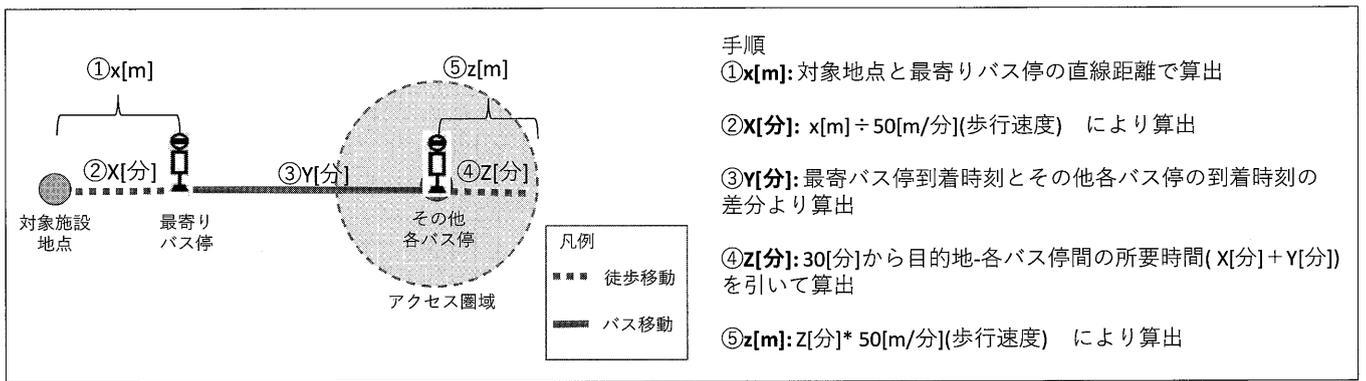 ①x[m]
⑤z[m]
②X[分]
③Y[分]
④Z[分]
対象施設
地点
最寄り
バス停
その他
各バス停
アクセス圏域
凡例
徒歩移動
バス移動
手順
①x[m]: 対象地点と最寄りバス停の直線距離で算出
②X[分]: x[m]÷50[m/分](歩行速度) により算出
③Y[分]: 最寄バス停到着時刻とその他各バス停の到着時刻の
差分より算出
④Z[分]: 30[分]から目的地-各バス停間の所要時間( X[分]＋Y[分])
を引いて算出
⑤z[m]: Z[分]* 50[m/分](歩行速度) により算出